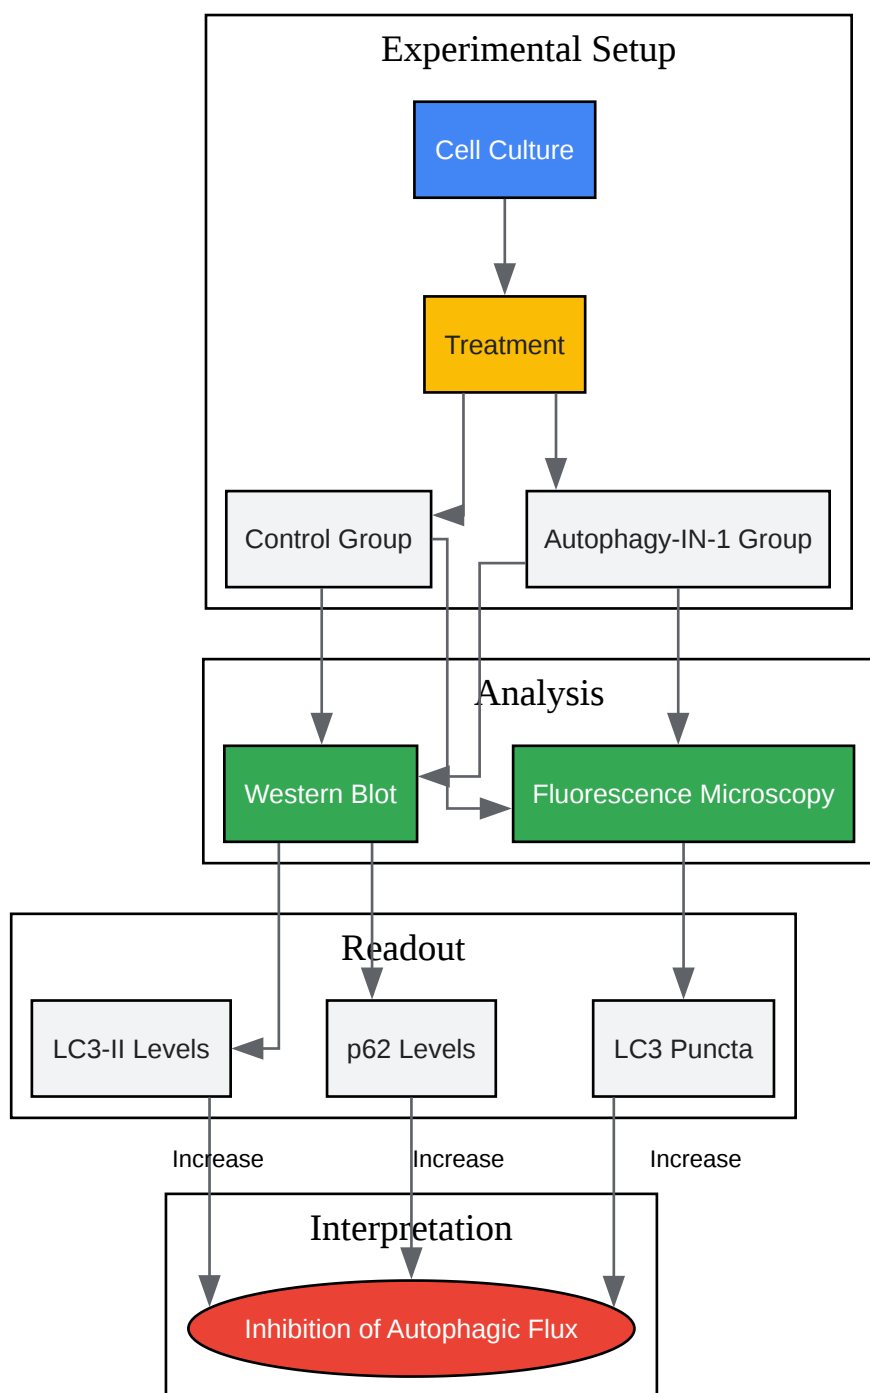 Experimental Setup
Cell Culture
Treatment
Control Group
Autophagy-IN-1 Group
Analysis
Western Blot
Fluorescence Microscopy
Readout
LC3-II Levels
p62 Levels
LC3 Puncta
Increase
Increase
Increase
Interpretation
Inhibition of Autophagic Flux